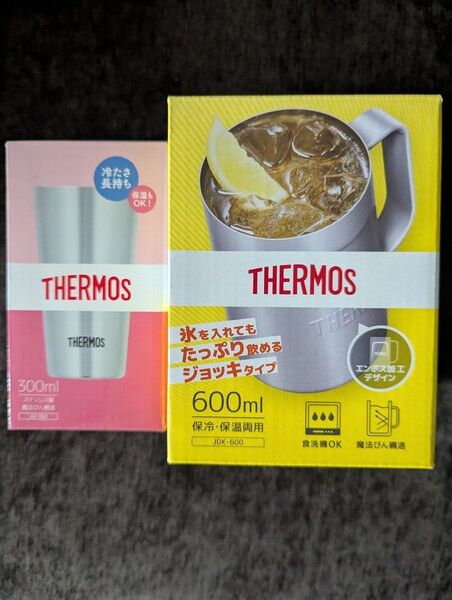 冷たさ
長持ち
保温も
OK!
THERMOS
THERMOS
300ml
ステンレス製
魔法びん構造
THERMOS
THERMOS
氷を入れても
たっぷり飲める
ジョッキタイプ
エンボス加工
デザイン
600ml
保冷・保温両用
JDK-600
食洗機OK
魔法びん構造